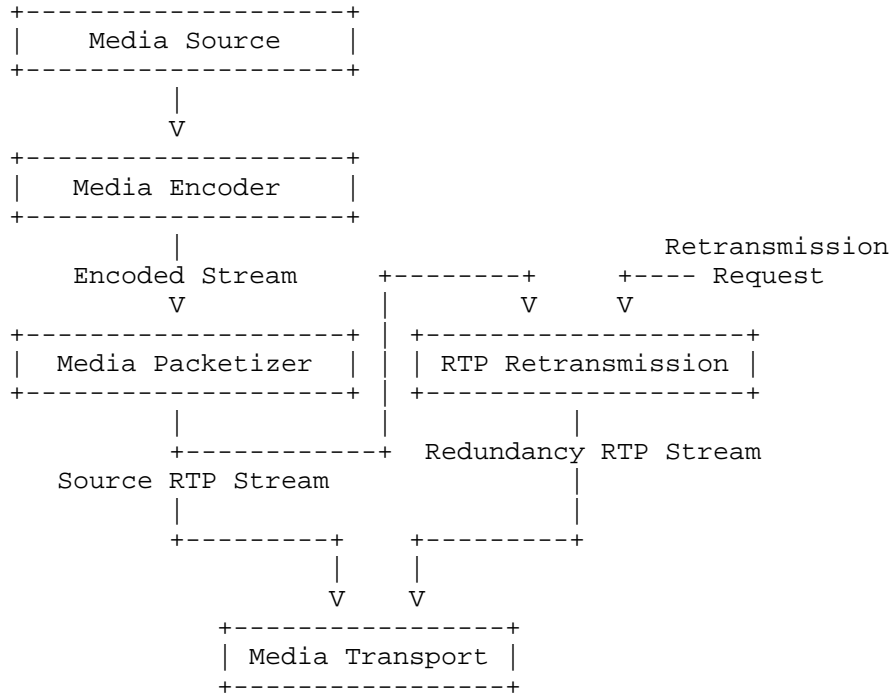 Media Source
Media Encoder
Retransmission
Encoded Stream
Request
V
V
V
V
Media Packetizer
RTP Retransmission
Redundancy RTP Stream
Source RTP Stream
V
V
Media Transport